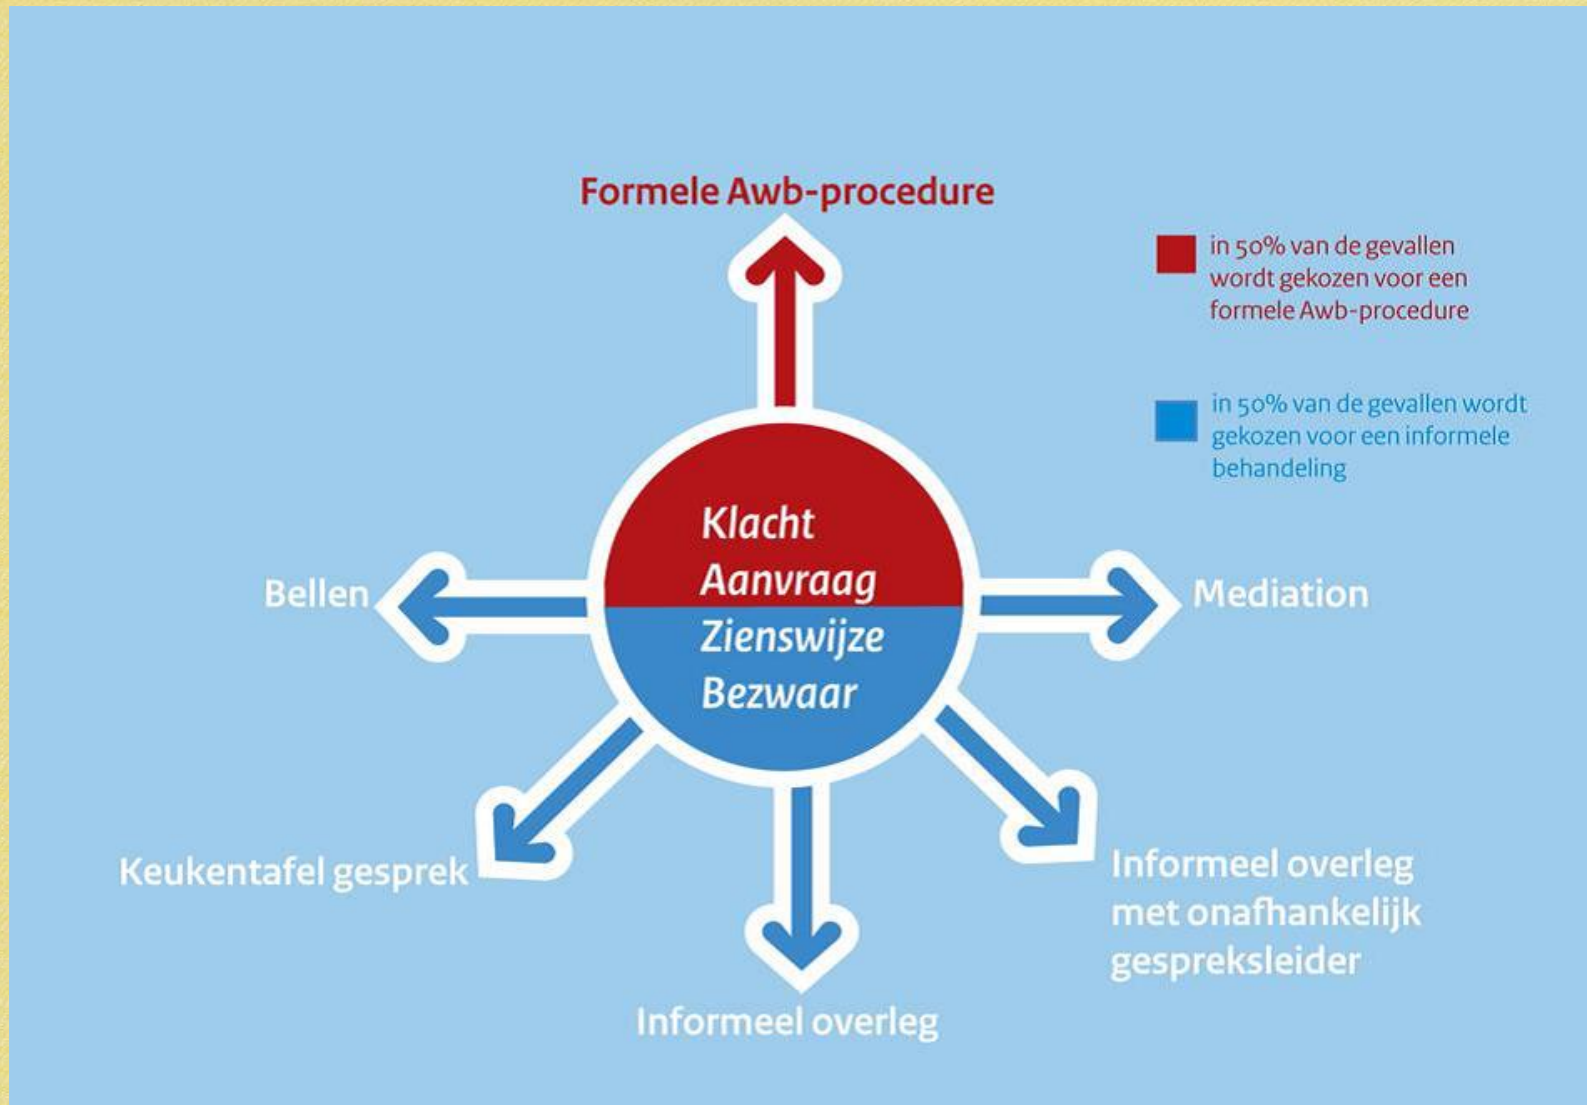 Formele Awb-procedure
in 50% van de gevallen
wordt gekozen voor een
formele Awb-procedure
in 50% van de gevallen wordt
gekozen voor een informele
behandeling
Klacht
Aanvraag
Zienswijze
Bezwaar
Bellen
Mediation
Keukentafel gesprek
Informeel overleg
met onafhankelijk
gespreksleider
Informeel overleg